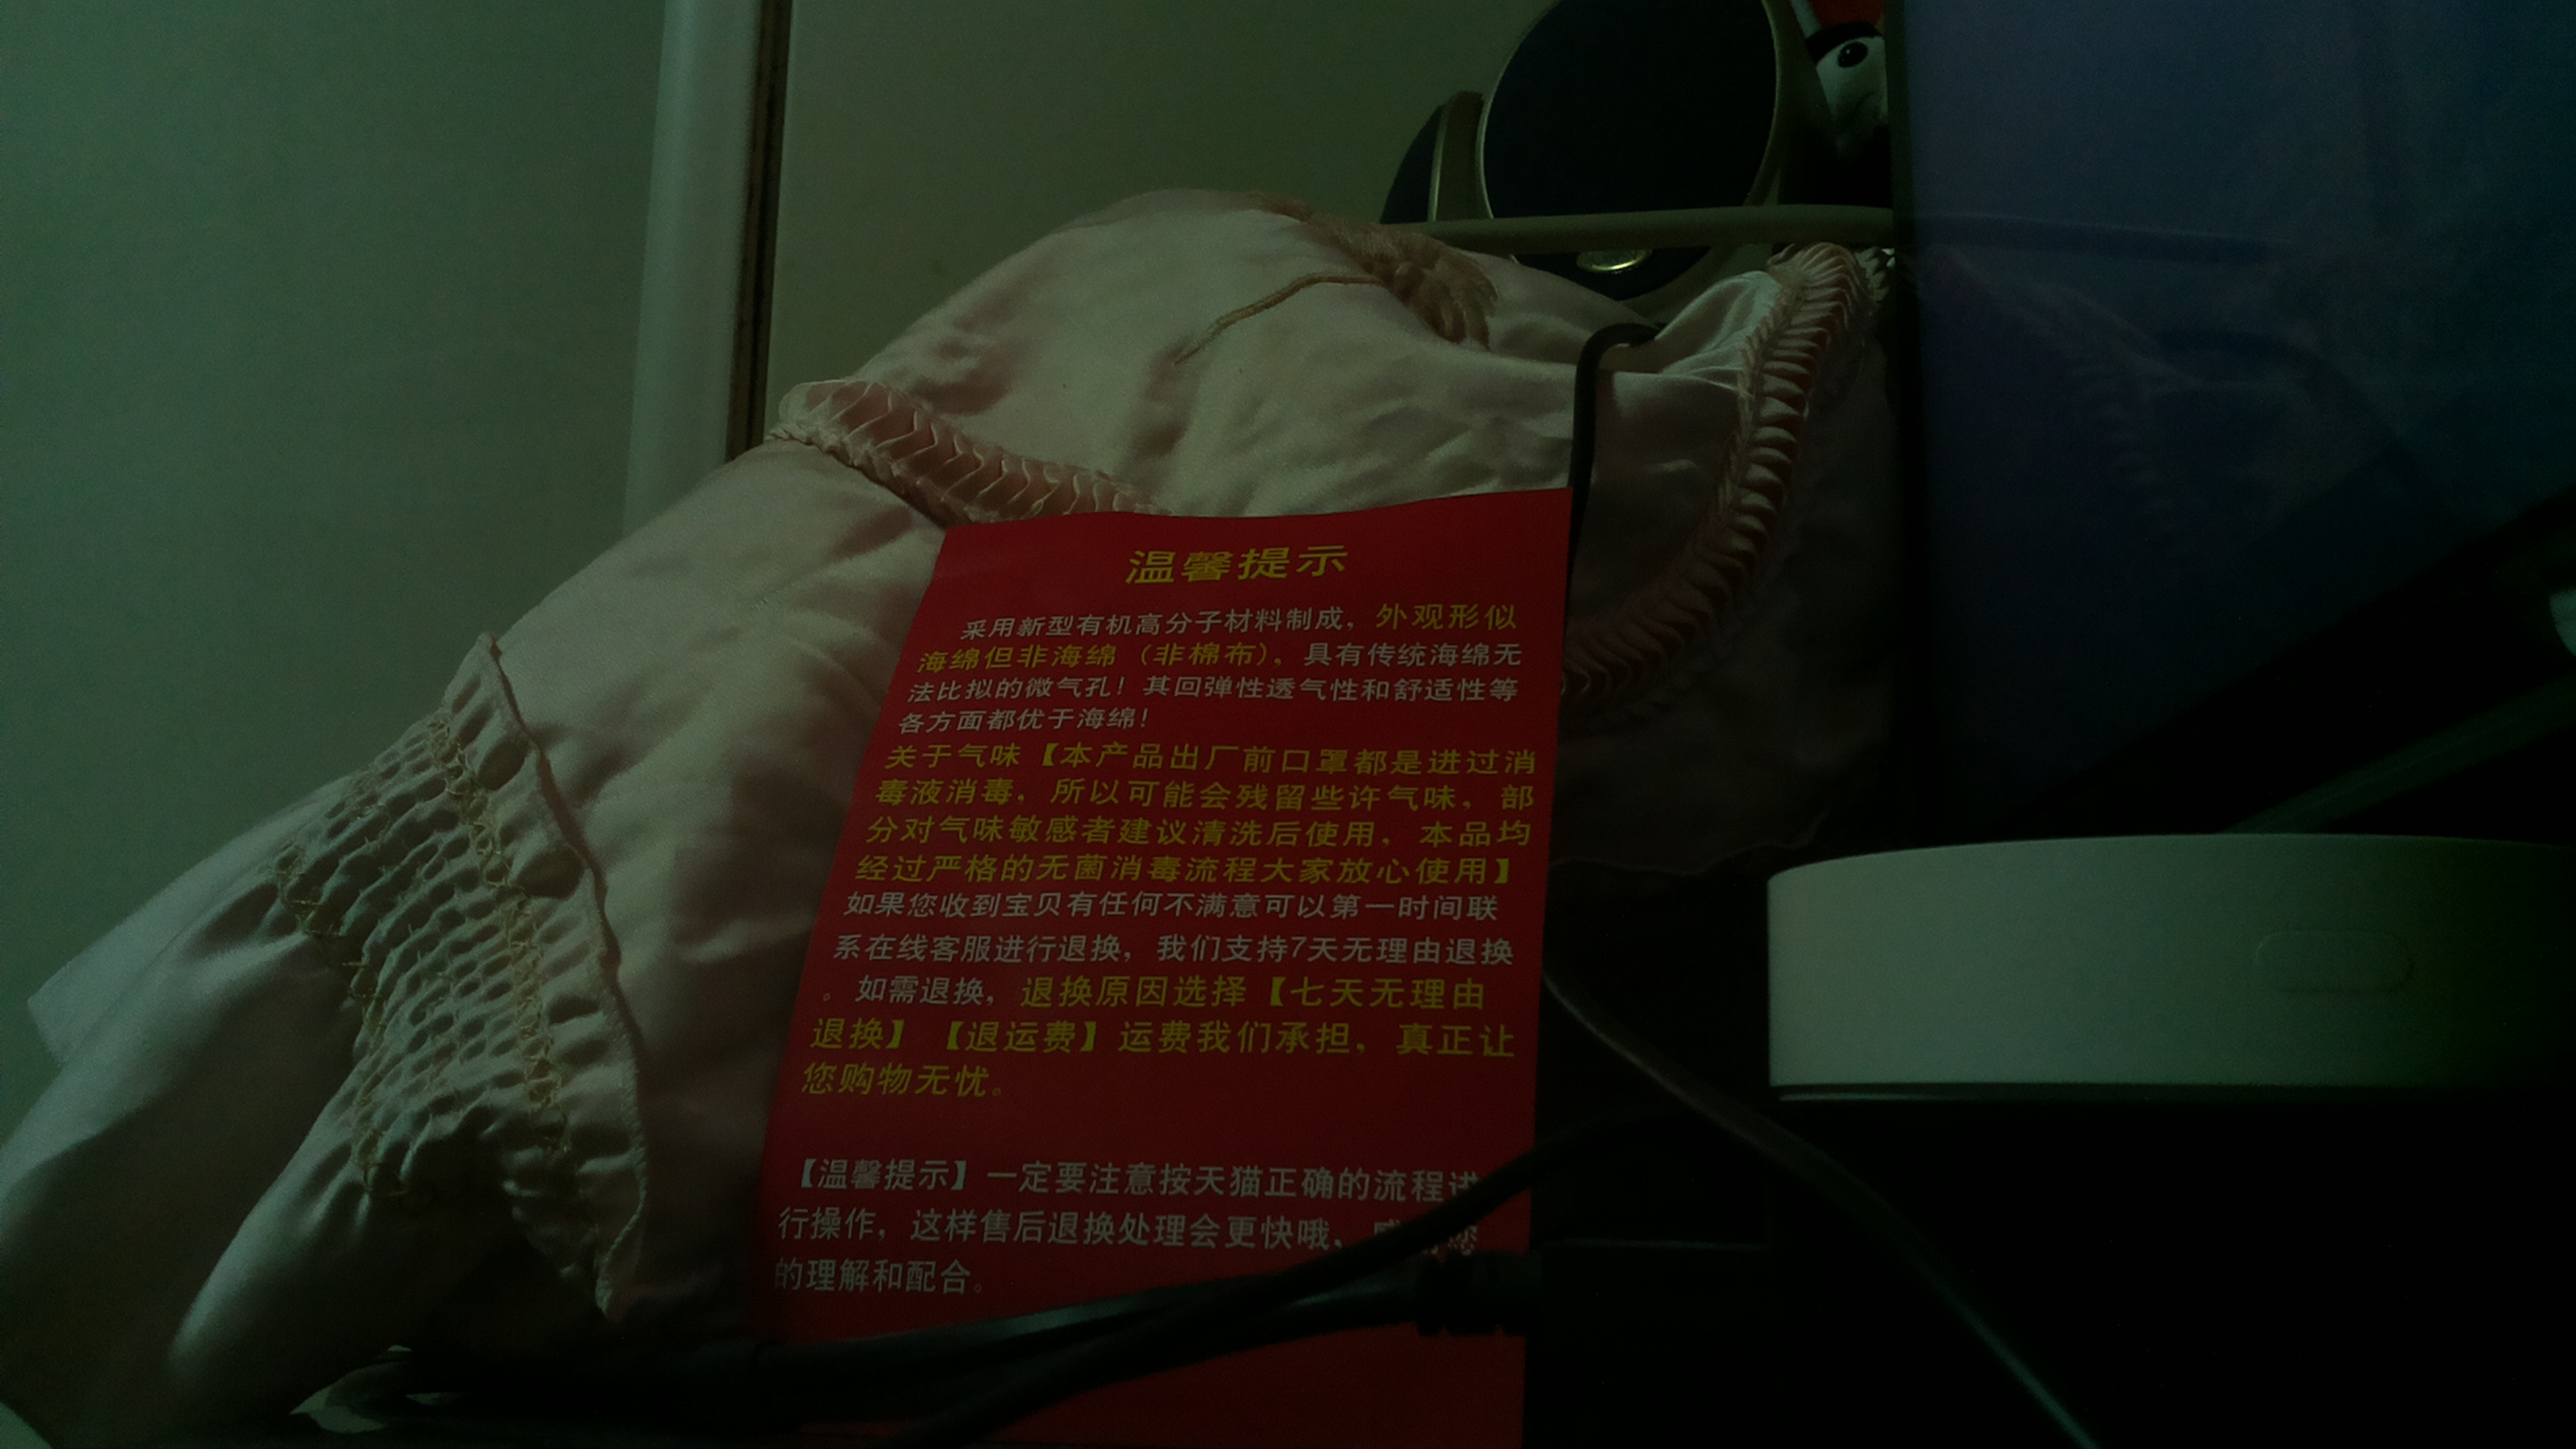 温馨提示
采用新型有机高分子材料制成，外观形似
海绵但非海绵（非棉布），具有传统海绵无
法比拟的微气孔！其回弹性透气性和舒适性等
各方面都优于海绵！
关于气味【本产品出厂前口罩都是进过消
毒液消毒，所以可能会残留些许气味，部
分对气味敏感者建议清洗后使用，本品均
经过严格的无菌消毒流程大家放心使用】
如果您收到宝贝有任何不满意可以第一时间联
系在线客服进行退换，我们支持7天无理由退换
。如需退换，退换原因选择【七天无理由
退换】【退运费】运费我们承担，真正让
您购物无忧。
【温馨提示】一定要注意按天猫正确的流程进
行操作，这样售后退换处理会更快哦，您
的理解和配合。